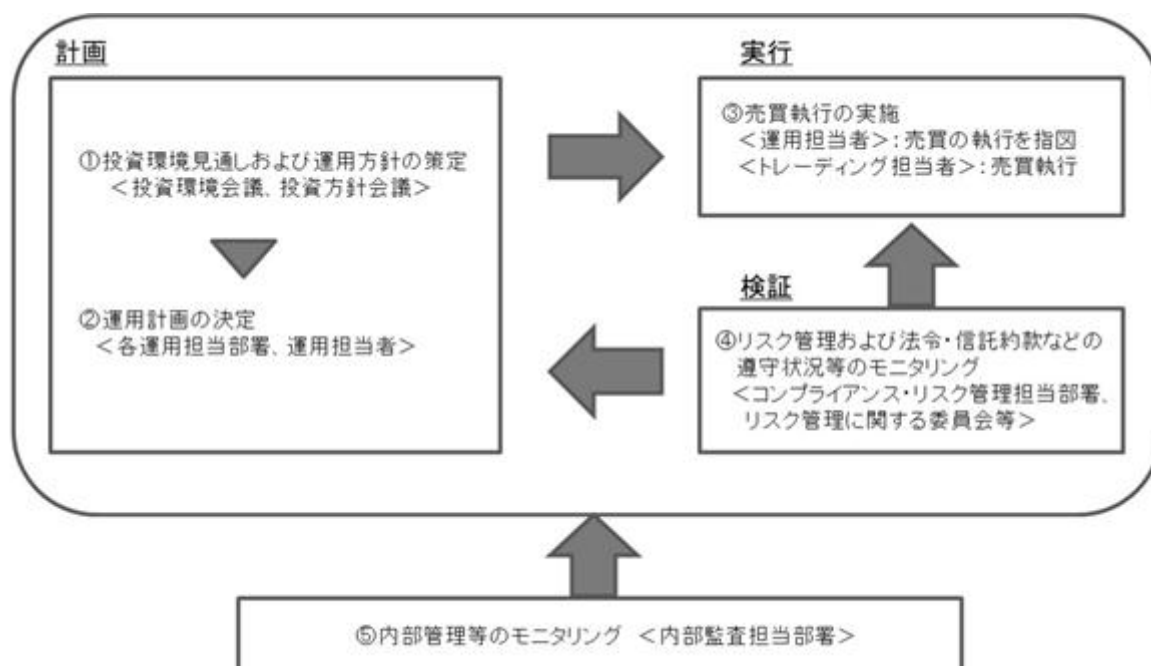 計画
①投資環境見通しおよび運用方針の策定
<投資環境会議、投資方針会議>
②運用計画の決定
<各運用担当部署、運用担当者>
実行
③売買執行の実施
<運用担当者>:売買の執行を指図
<トレーディング担当者>:売買執行
検証
④リスク管理および法令・信託約款などの
遵守状況等のモニタリング
<コンプライアンス・リスク管理担当部署、
リスク管理に関する委員会等>
⑤内部管理等のモニタリング <内部監査担当部署>